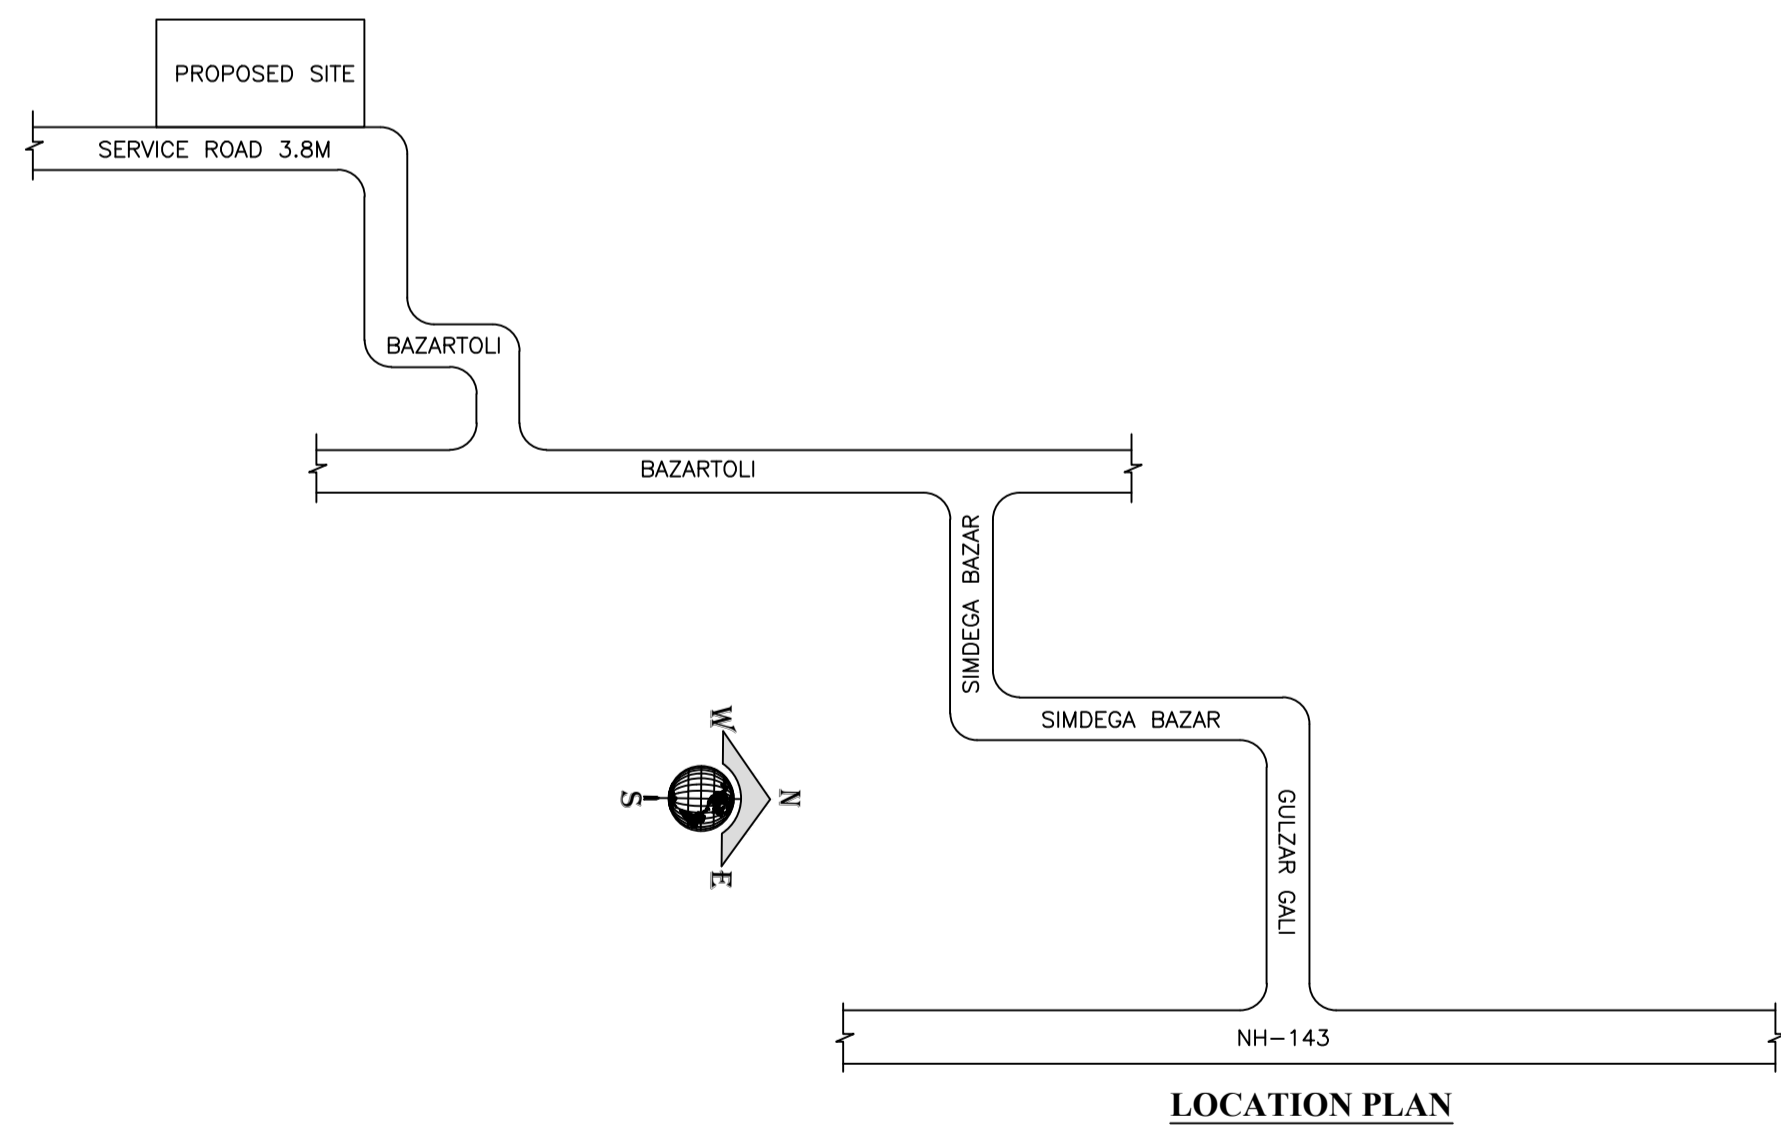 PROPOSED SITE
SERVICE ROAD 3.8M
BAZARTOLI
BAZARTOLI
SIMDEGA BAZAR
SIMDEGA BAZAR
W
N
S
E
GULZAR GALI
NH-143
LOCATION PLAN